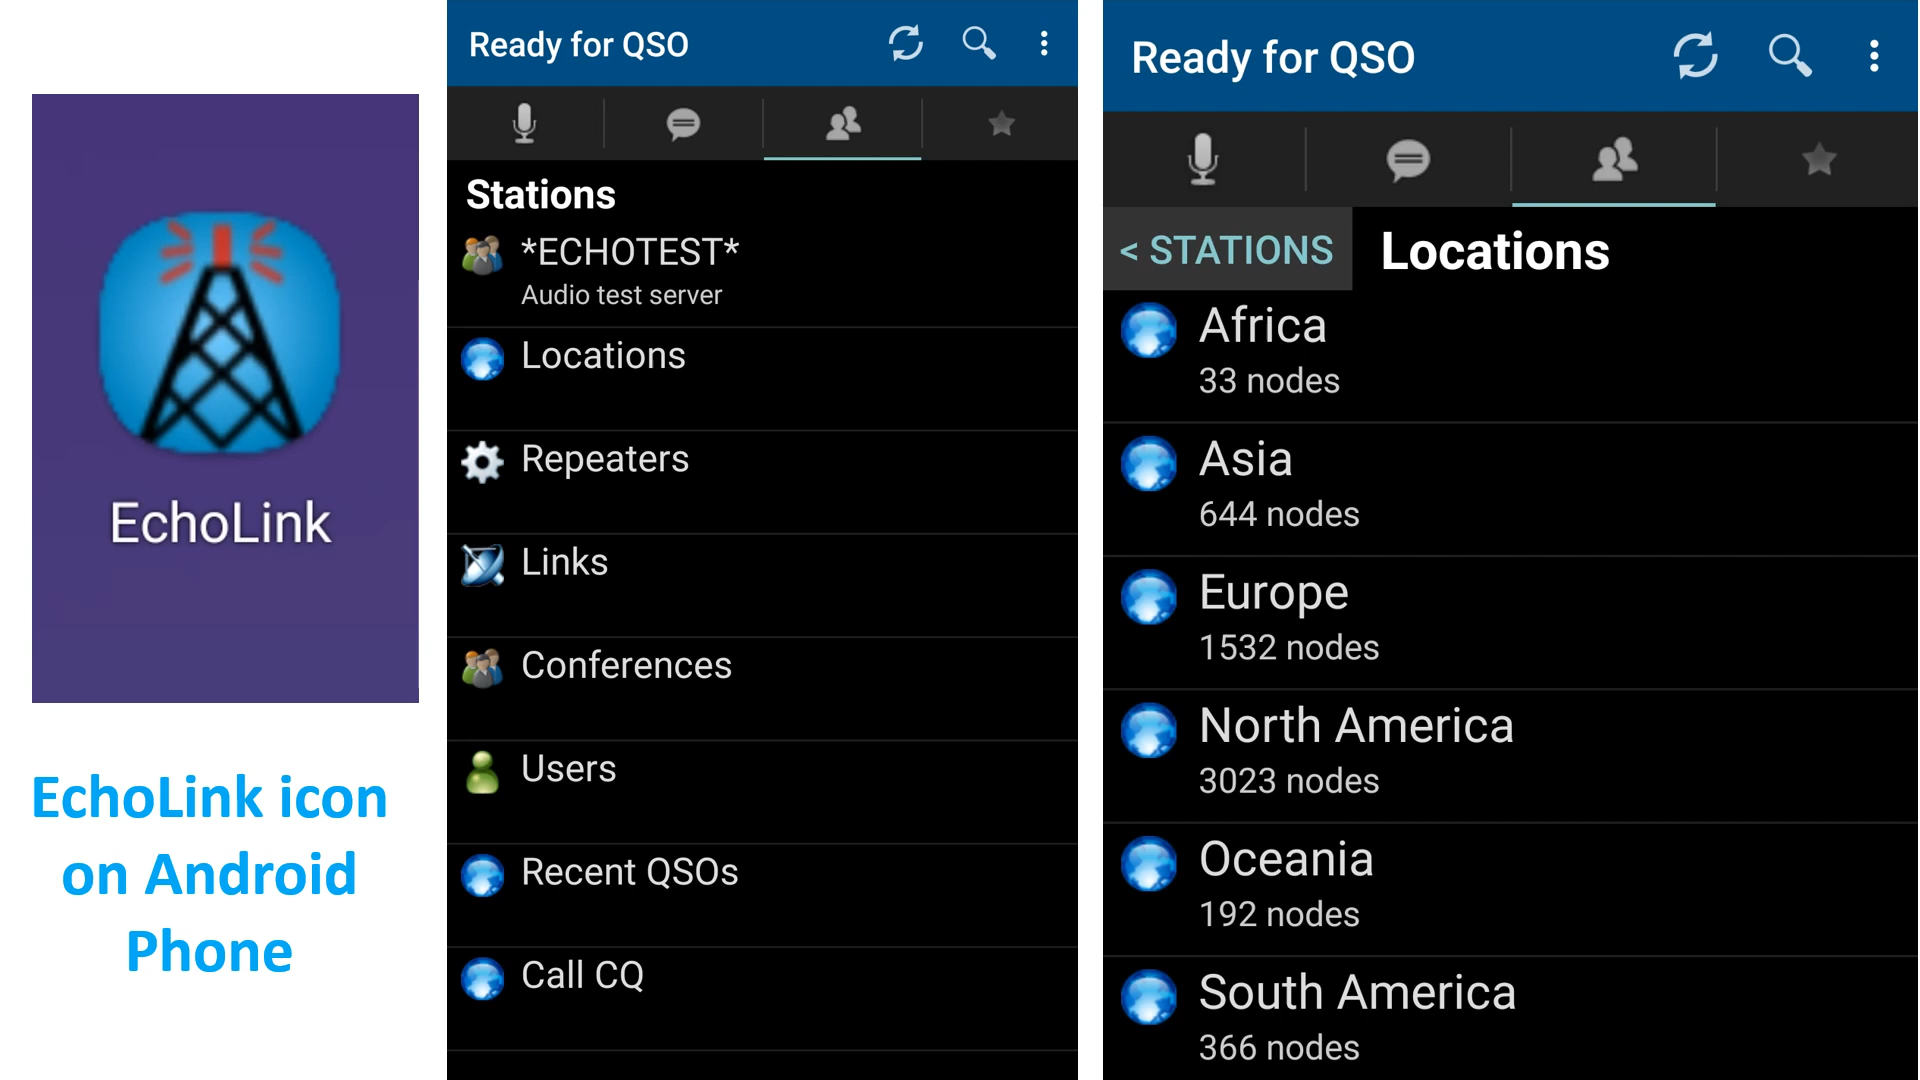 EchoLink
EchoLink icon
on Android
Phone
Ready for QSO
Stations
*ECHOTEST*
Audio test server
Locations
Repeaters
Links
Conferences
Users
Recent QSOs
Call CQ
Ready for QSO
< STATIONS Locations
Africa
33 nodes
Asia
644 nodes
Europe
1532 nodes
North America
3023 nodes
Oceania
192 nodes
South America
366 nodes